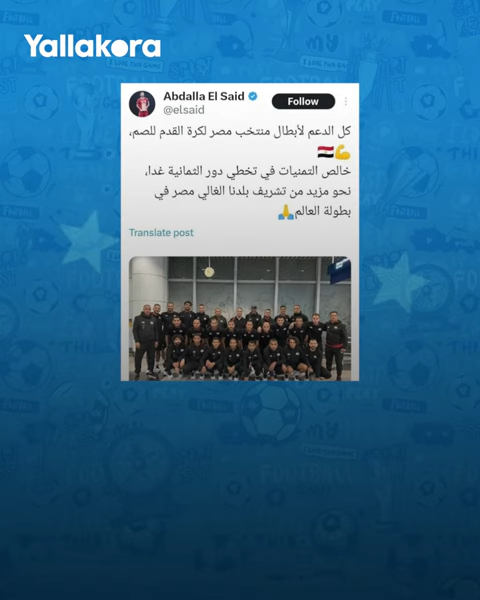 Yallakora
Abdalla El Said
@elsaid
Follow
كل الدعم لأبطال منتخب مصر لكرة القدم للصم،
💪🇪🇬
خالص التمنيات في تخطي دور الثمانية غدا،
نحو مزيد من تشريف بلدنا الغالي مصر في
بطولة العالم🙏
Translate post